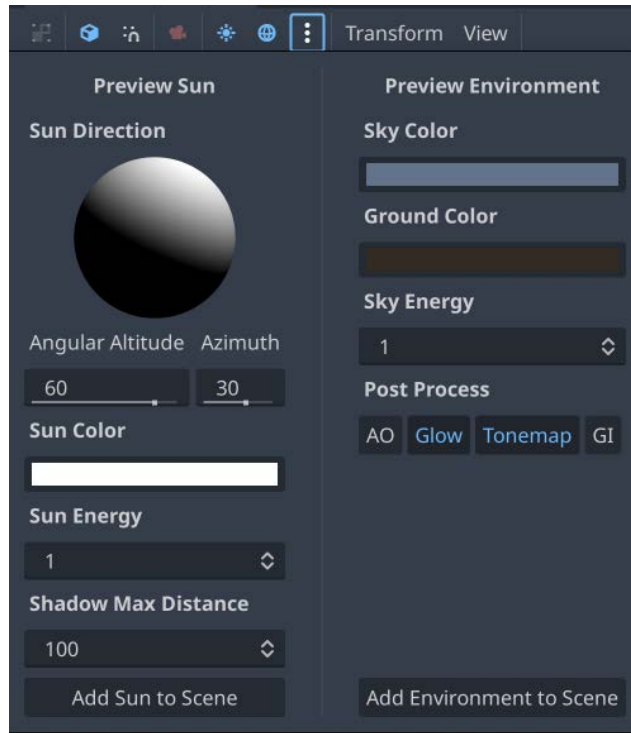 Transform View
Preview Sun
Sun Direction
Angular Altitude Azimuth
60 30
Sun Color
Sun Energy
1
Shadow Max Distance
100
Add Sun to Scene
Preview Environment
Sky Color
Ground Color
Sky Energy
1
Post Process
AO Glow Tonemap GI
Add Environment to Scene